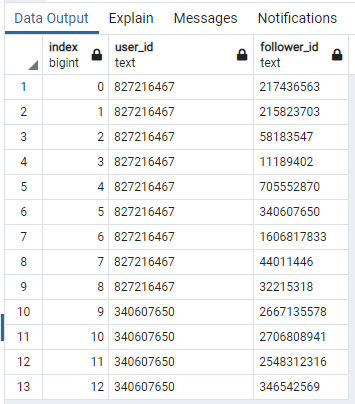 Data Output Explain Messages Notifications
index user_id follower_id
bigint text text
1 0 827216467 217436563
2 1 827216467 215823703
3 2 827216467 58183547
4 3 827216467 11189402
5 4 827216467 705552870
6 5 827216467 340607650
7 6 827216467 1606817833
8 7 827216467 44011446
9 8 827216467 32215318
10 9 340607650 2667135578
11 10 340607650 2706808941
12 11 340607650 2548312316
13 12 340607650 346542569